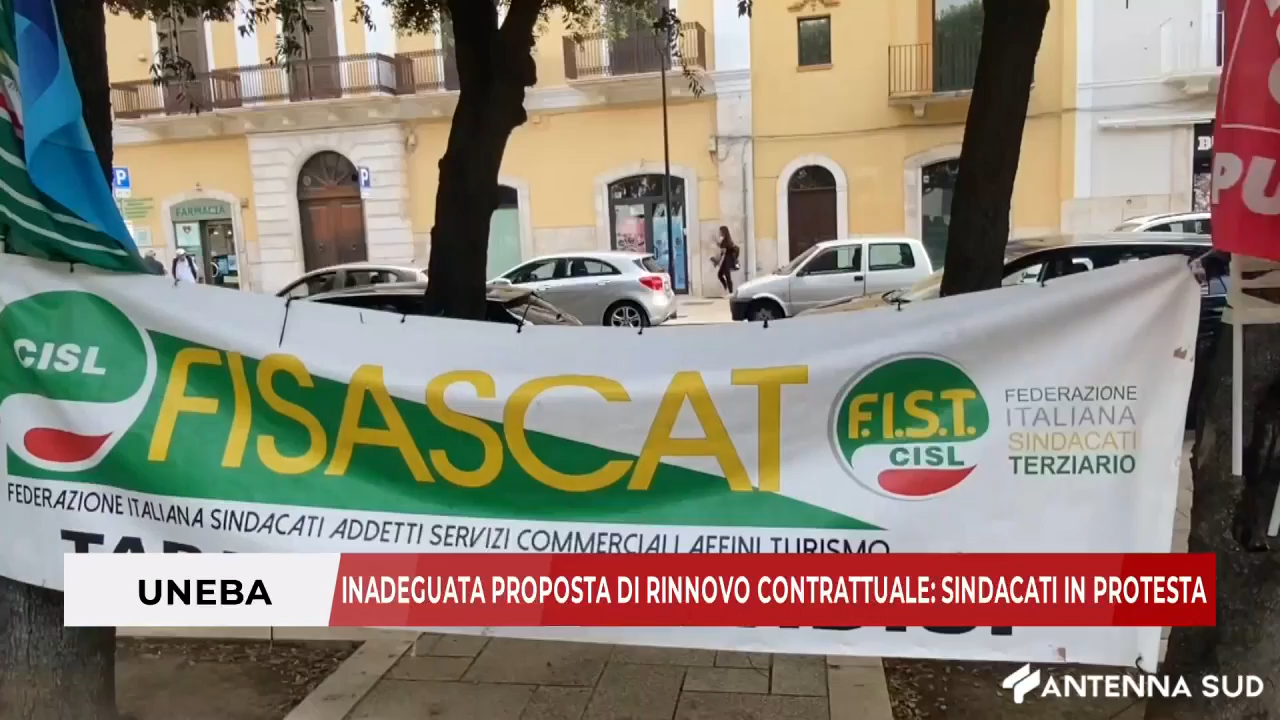 P
P
FARMACIA
PU
CISL
FISASCAT
F.I.S.T.
CISL
FEDERAZIONE
ITALIANA
SINDACATI
TERZIARIO
FEDERAZIONE ITALIANA SINDACATI ADDETTI SERVIZI COMMERCIALI AFFINI TURISMO
UNEBA
INADEGUATA PROPOSTA DI RINNOVO CONTRATTUALE: SINDACATI IN PROTESTA
ANTENNA SUD